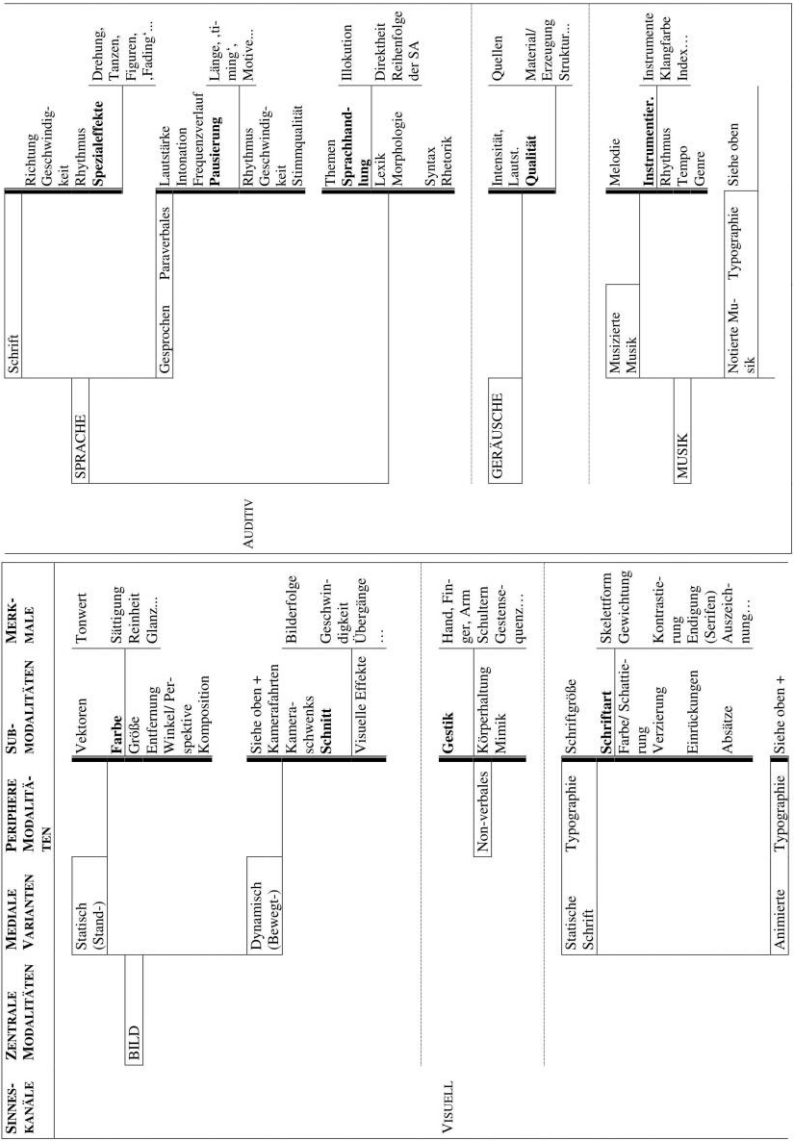 SINNES-
KANÄLE
ZENTRALE
MODALITÄTEN
MEDIALE
VARIANTEN
PERIPHERE
MODALITÄ-
TEN
SUB-
MODALITÄTEN
MERK-
MALE
VISUELL
BILD
Statisch
(Stand-)
Vektoren
Farbe
Größe
Entfernung
Winkel/ Per-
spektive
Komposition
Tonwert
Sättigung
Reinheit
Glanz...
Dynamisch
(Bewegt-)
Siehe oben +
Kamerafahrten
Kamera-
schwenks
Schnitt
Visuelle Effekte
Bilderfolge
Geschwin-
digkeit
Übergänge
…
Non-verbales
Gestik
Körperhaltung
Mimik
Hand, Fin-
ger, Arm
Schultern
Gestense-
quenz…
Statische
Schrift
Typographie
Schriftgröße
Schriftart
Farbe/ Schattie-
rung
Verzierung
Einrückungen
Absätze
Skelettform
Gewichtung
Kontrastie-
rung
Endigung
(Serifen)
Auszeich-
nung…
Animierte
Typographie
Siehe oben +
Schrift
Richtung
Geschwindig-
keit
Rhythmus
Spezialeffekte
Drehung,
Tanzen,
Figuren,
‚Fading‘...
SPRACHE
AUDITIV
Gesprochen
Paraverbales
Lautstärke
Intonation
Frequenzverlauf
Pausierung
Rhythmus
Geschwindig-
keit
Stimmqualität
Länge, ‚ti-
ming‘,
Motive...
Themen
Sprachhand-
lung
Lexik
Morphologie
Syntax
Rhetorik
Illokution
Direktheit
Reihenfolge
der SA
GERÄUSCHE
Intensität,
Lautst.
Qualität
Quellen
Material/
Erzeugung
Struktur...
MUSIK
Musizierte
Musik
Melodie
Instrumentier.
Rhythmus
Tempo
Genre
Instrumente
Klangfarbe
Index…
Notierte Mu-
sik
Typographie
Siehe oben